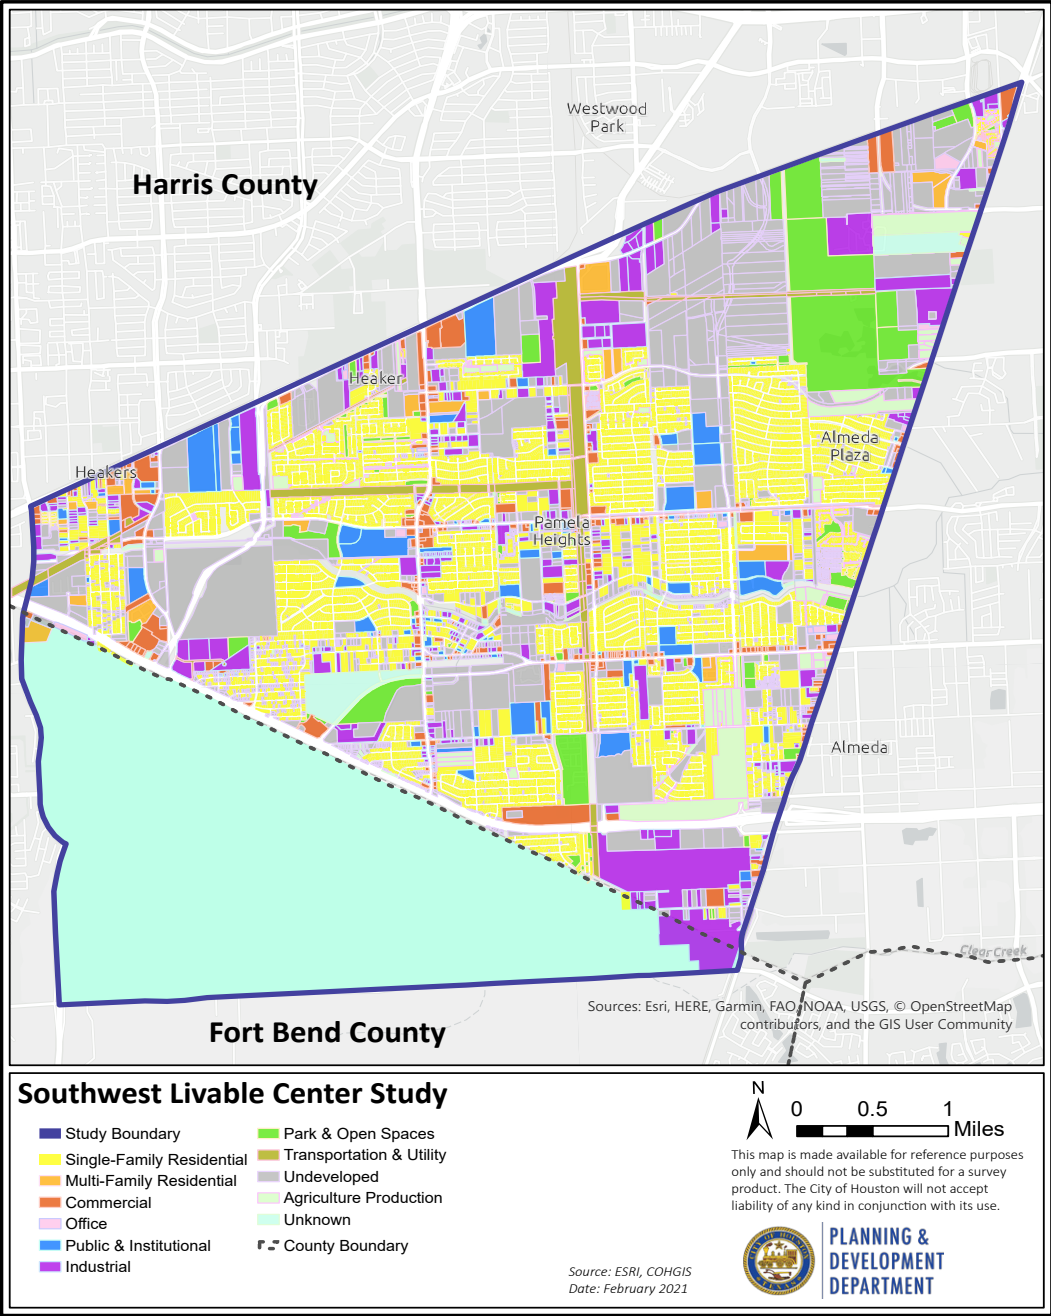 Westwood
Park
Harris County
Heaker
Heakers
Almeda
Plaza
Pamela
Heights
Almeda
Clear Creek
Sources: Esri, HERE, Garmin, FAO, NOAA, USGS, © OpenStreetMap
contributors, and the GIS User Community
Fort Bend County
Southwest Livable Center Study
Study Boundary
Single-Family Residential
Multi-Family Residential
Commercial
Office
Public & Institutional
Industrial
Park & Open Spaces
Transportation & Utility
Undeveloped
Agriculture Production
Unknown
County Boundary
N
0 0.5 1
Miles
This map is made available for reference purposes
only and should not be substituted for a survey
product. The City of Houston will not accept
liability of any kind in conjunction with its use.
CITY OF HOUSTON
TEXAS
PLANNING &
DEVELOPMENT
DEPARTMENT
Source: ESRI, COHGIS
Date: February 2021